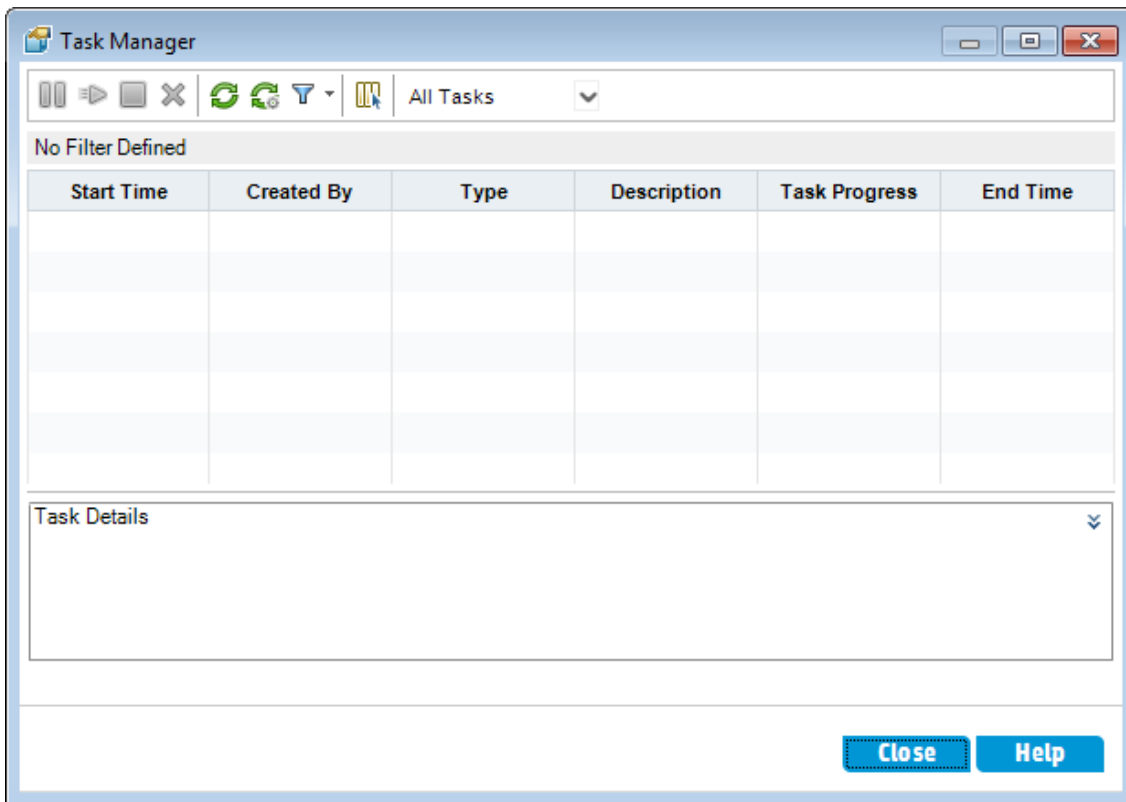 Task Manager
All Tasks
No Filter Defined
Start Time Created By Type Description Task Progress End Time
Task Details
Close Help